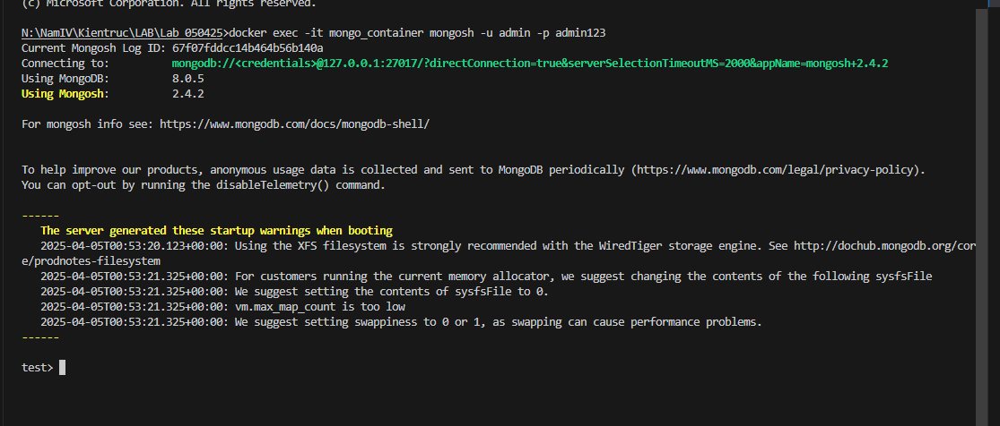 (c) Microsoft Corporation. All rights reserved.
N:\NamIV\Kientruc\LAB\Lab_050425>docker exec -it mongo_container mongosh -u admin -p admin123
Current Mongosh Log ID: 67f07fddcc14b464b56b140a
Connecting to: mongodb://<credentials>@127.0.0.1:27017/?directConnection=true&serverSelectionTimeoutMS=2000&appName=mongosh+2.4.2
Using MongoDB: 8.0.5
Using Mongosh: 2.4.2
For mongosh info see: https://www.mongodb.com/docs/mongodb-shell/
To help improve our products, anonymous usage data is collected and sent to MongoDB periodically (https://www.mongodb.com/legal/privacy-policy).
You can opt-out by running the disableTelemetry() command.
------
The server generated these startup warnings when booting
2025-04-05T00:53:20.123+00:00: Using the XFS filesystem is strongly recommended with the WiredTiger storage engine. See http://dochub.mongodb.org/cor
e/prodnotes-filesystem
2025-04-05T00:53:21.325+00:00: For customers running the current memory allocator, we suggest changing the contents of the following sysfsFile
2025-04-05T00:53:21.325+00:00: We suggest setting the contents of sysfsFile to 0.
2025-04-05T00:53:21.325+00:00: vm.max_map_count is too low
2025-04-05T00:53:21.325+00:00: We suggest setting swappiness to 0 or 1, as swapping can cause performance problems.
------
test>